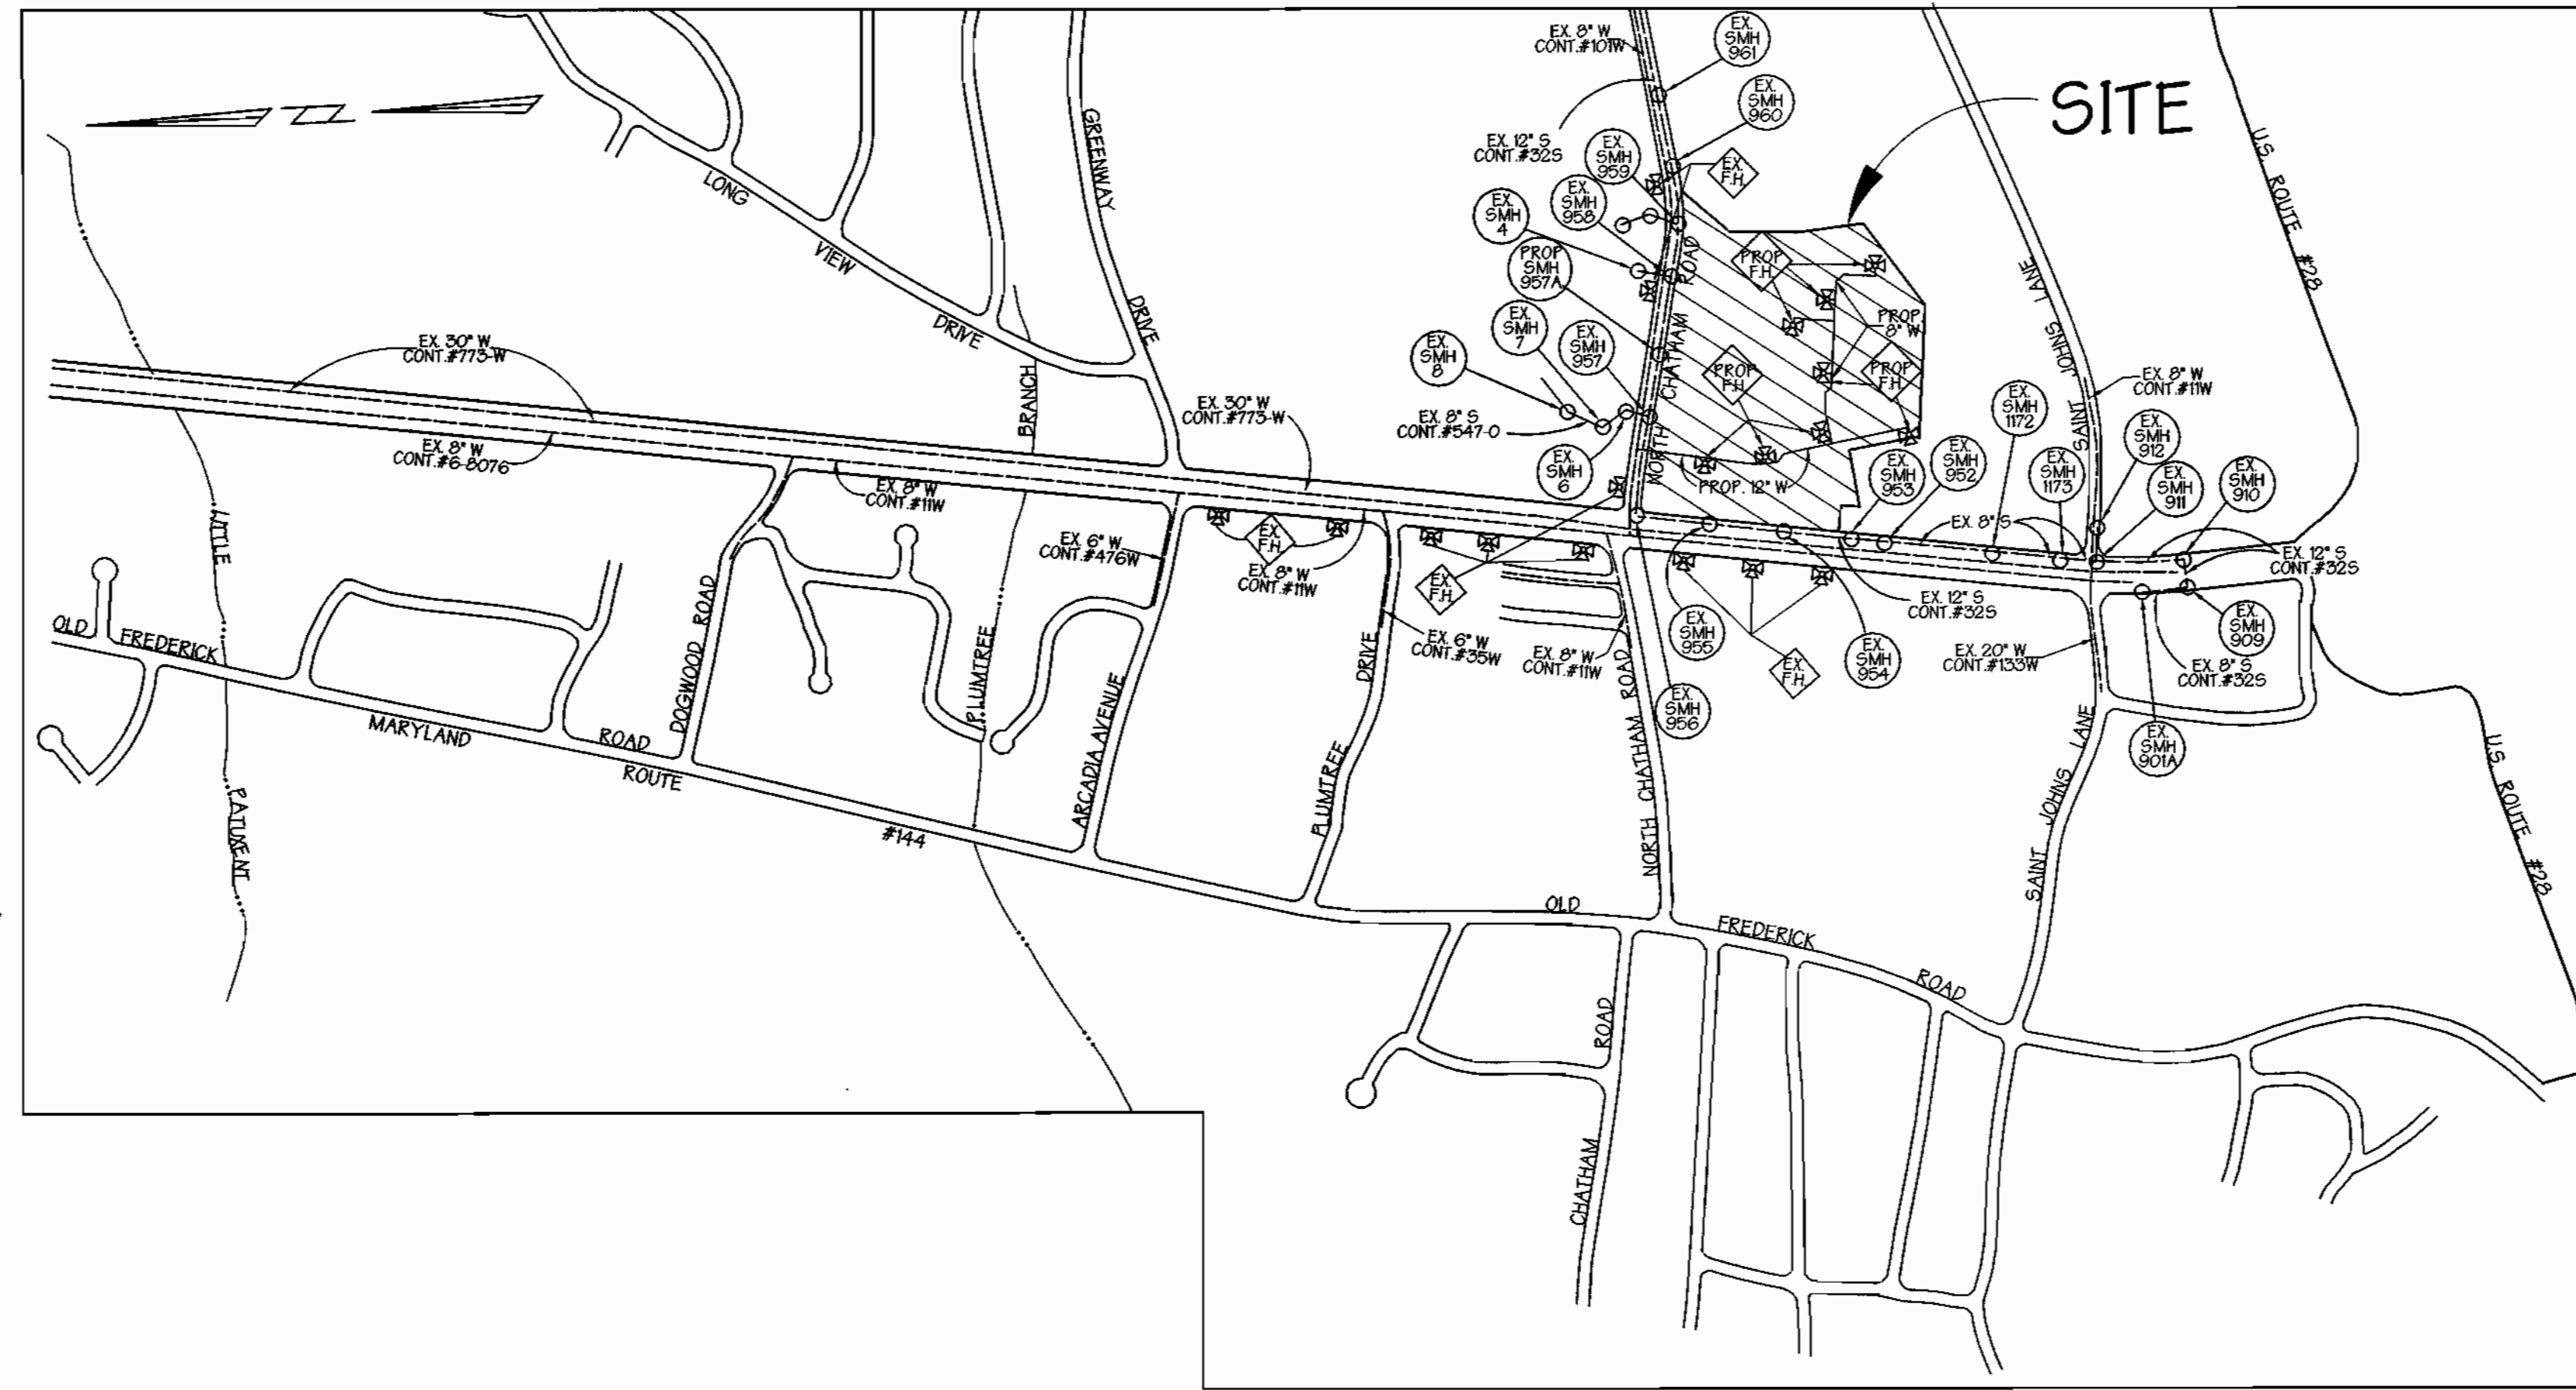 EX. 8" W
CONT.#101W
EX.
SMH
961
EX.
SMH
960
SITE
EX. 12" S
CONT.#32S
EX.
SMH
959
EX.
F.H.
EX.
SMH
958
EX.
SMH
4
PROP
SMH
957A
EX.
SMH
7
EX.
SMH
957
EX.
SMH
8
EX. 8" S
CONT.#547-O
EX.
SMH
6
NORTH CHATHAM ROAD
PROP
F.H.
PROP.
8" W
PROP
F.H.
PROP
F.H.
PROP. 12" W
GREENWAY
DRIVE
LONG
VIEW
DRIVE
BRANCH
EX. 30" W
CONT.#773-W
EX. 30" W
CONT.#773-W
EX. 8" W
CONT.#6-8076
EX. 8" W
CONT.#11W
EX. 6" W
CONT.#476W
EX.
F.H.
EX. 8" W
CONT.#11W
EX.
F.H.
EX. 6" W
CONT.#35W
EX. 8" W
CONT.#11W
U.S. ROUTE #28
SAINT JOHNS LANE
EX. 8" W
CONT.#11W
EX.
SMH
1172
EX.
SMH
952
EX.
SMH
953
EX.
SMH
1173
EX.
SMH
912
EX.
SMH
911
EX.
SMH
910
EX. 8" S
EX. 12" S
CONT.#32S
EX. 12" S
CONT.#32S
EX.
SMH
909
EX. 8" S
CONT.#32S
EX.
SMH
901A
EX. 20" W
CONT.#133W
EX.
SMH
955
EX.
SMH
954
EX.
F.H.
EX.
SMH
956
LITTLE
PATUXENT
OLD FREDERICK
ROAD
MARYLAND
ROUTE
#144
DOGWOOD ROAD
PLUMTREE
ARCADIA AVENUE
PLUMTREE DRIVE
NORTH CHATHAM ROAD
SAINT JOHNS LANE
U.S. ROUTE #28
OLD
FREDERICK
ROAD
CHATHAM ROAD